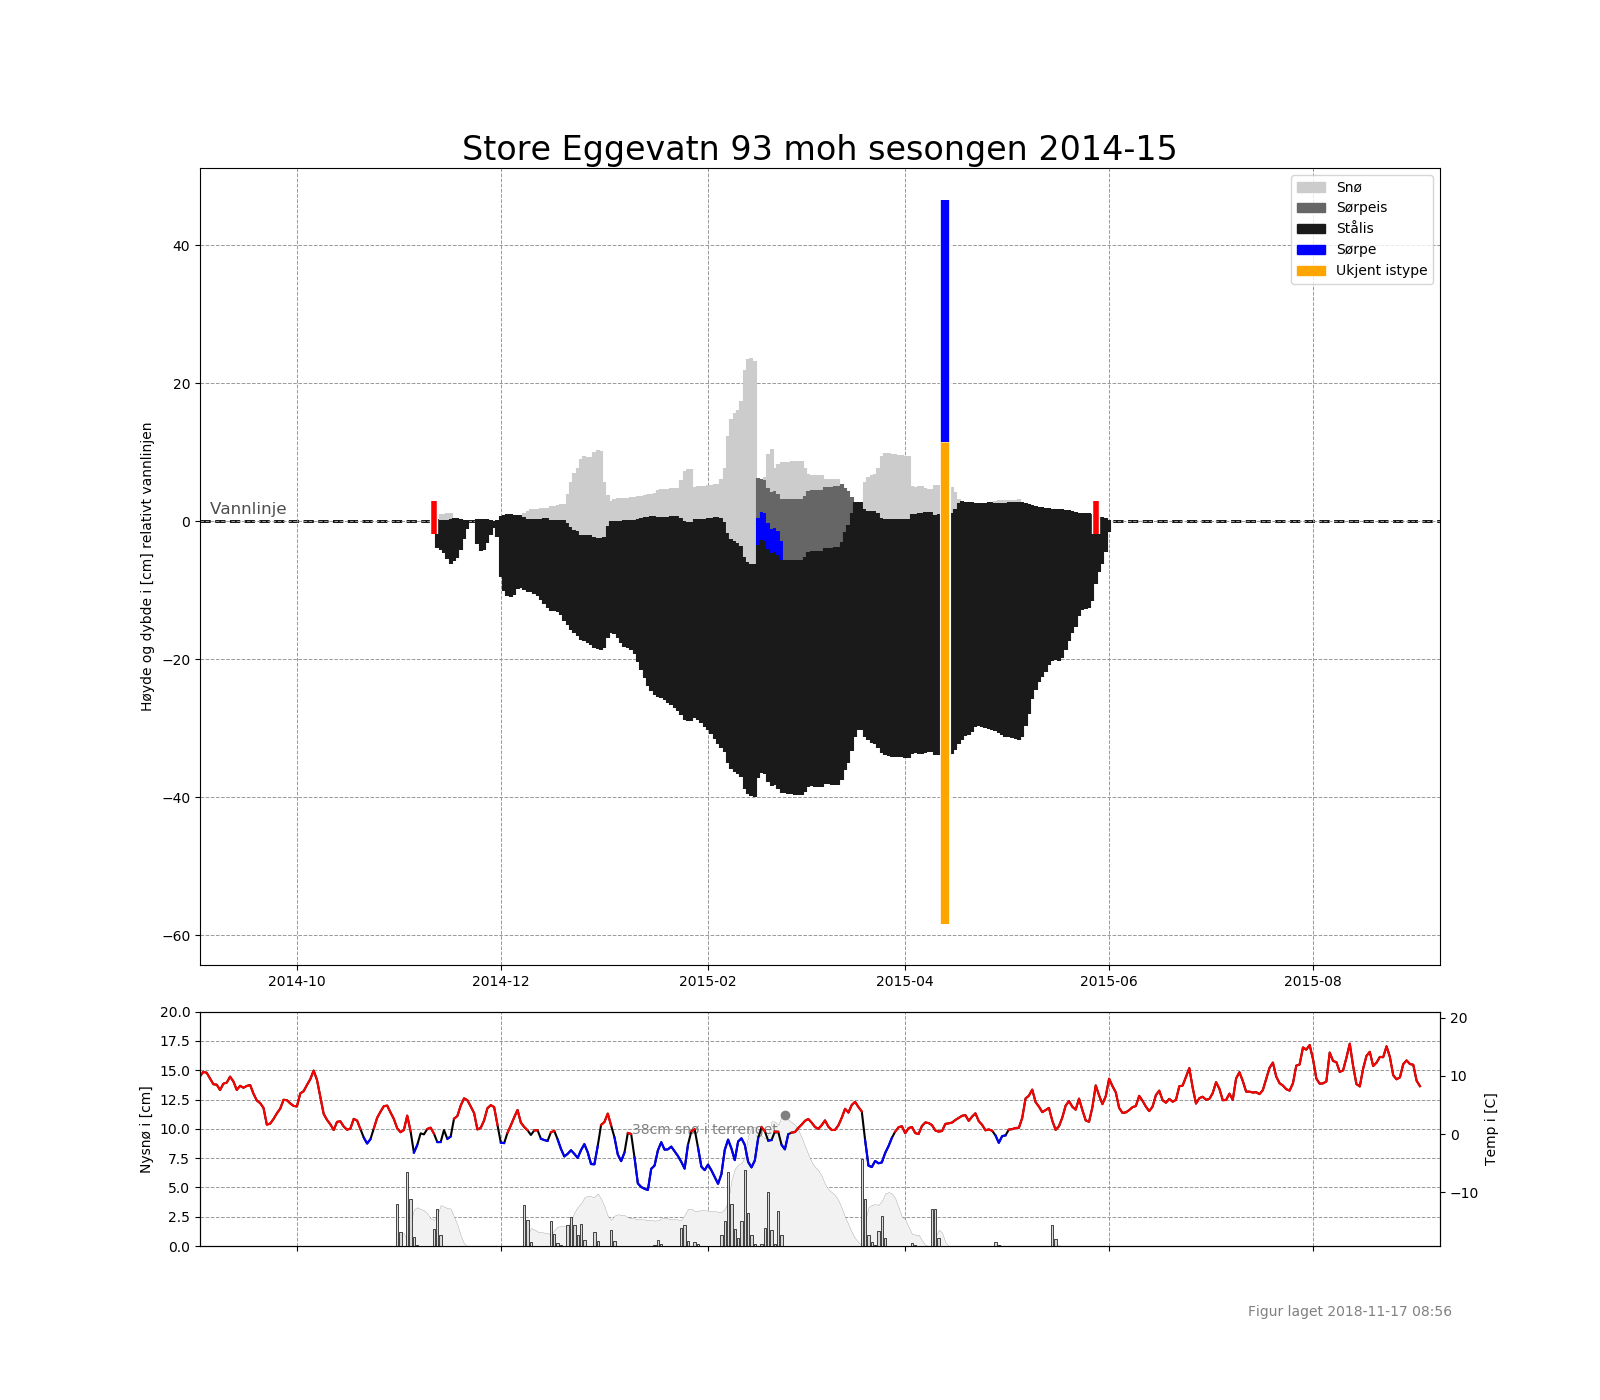 Store Eggevatn 93 moh sesongen 2014-15
Snø
Sørpeis
Stålis
Sørpe
Ukjent istype
Høyde og dybde i [cm] relativt vannlinjen
40
20
0
−20
−40
−60
Vannlinje
2014-10
2014-12
2015-02
2015-04
2015-06
2015-08
Nysnø i [cm]
20.0
17.5
15.0
12.5
10.0
7.5
5.0
2.5
0.0
38cm snø i terrenget
20
10
0
−10
Temp i [C]
Figur laget 2018-11-17 08:56